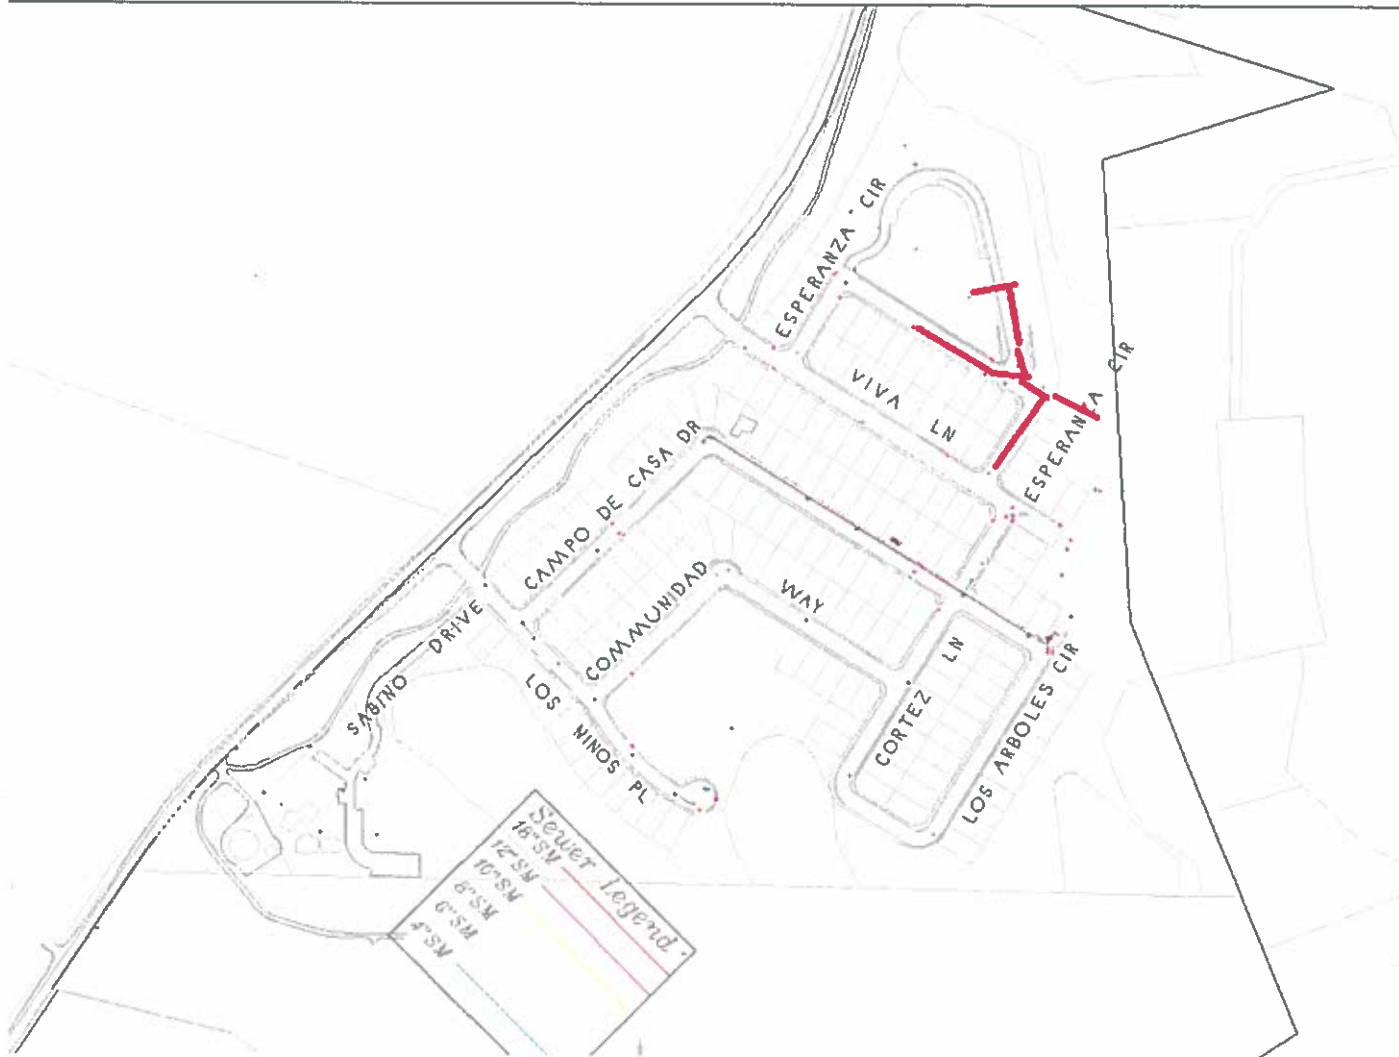 ESPERANZA CIR
VIVA LN
ESPERANZA CIR
CAMPO DE CASA DR
COMMUNIDAD WAY
SABINO DRIVE
LOS NINOS PL
CORTEZ LN
LOS ARBOLES CIR
Sewer Legend
18"SM
12"SM
10"SM
8"SM
6"SM
4"SM